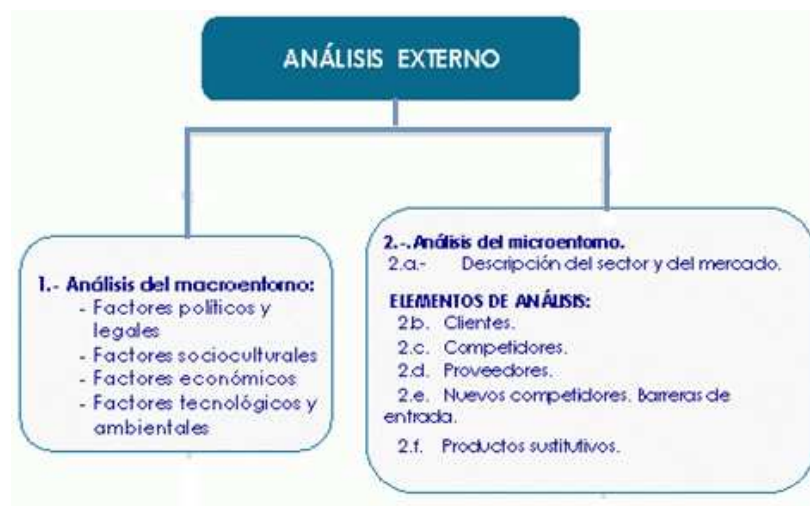 ANÁLISIS EXTERNO
1.- Análisis del macroentorno:
- Factores políticos y
legales
- Factores socioculturales
- Factores económicos
- Factores tecnológicos y
ambientales
2.-. Análisis del microentorno.
2.a.- Descripción del sector y del mercado.
ELEMENTOS DE ANÁLISIS:
2.b. Clientes.
2.c. Competidores.
2.d. Proveedores.
2.e. Nuevos competidores. Barreras de
entrada.
2.f. Productos sustitutivos.